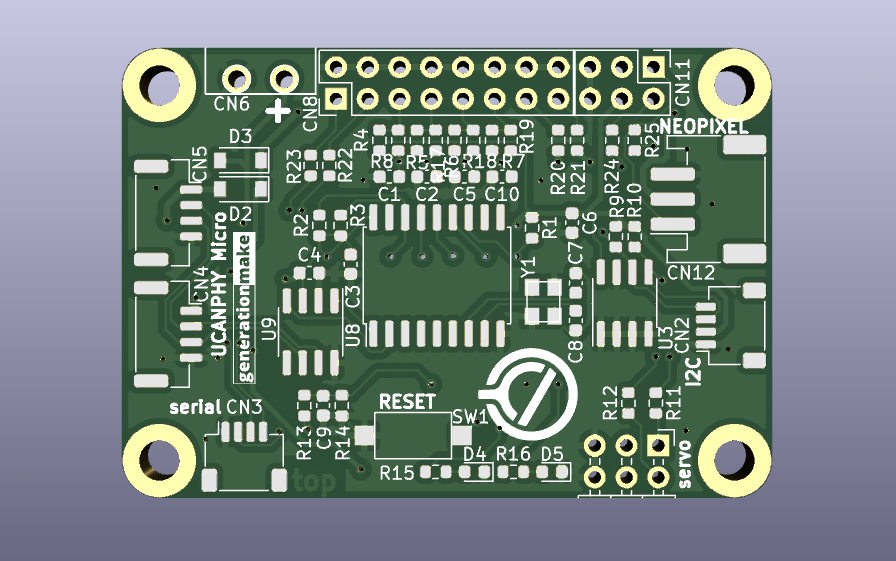 CN6
+
CN8
CN11
NEOPIXEL
CN5
D3
D2
R23
R22
R4
R8
R5
R17
R6
R18
R7
R19
R20
R21
R24
R25
C1
C2
C5
C10
R2
R3
R1
C6
R9
R10
C4
C3
C7
Y1
CN12
CN4
UCANPHY Micro
generationmake
U9
U8
C8
U3
CN2
I2C
serial
CN3
R13
C9
R14
RESET
SW1
R12
R11
R15
D4
R16
D5
servo
top